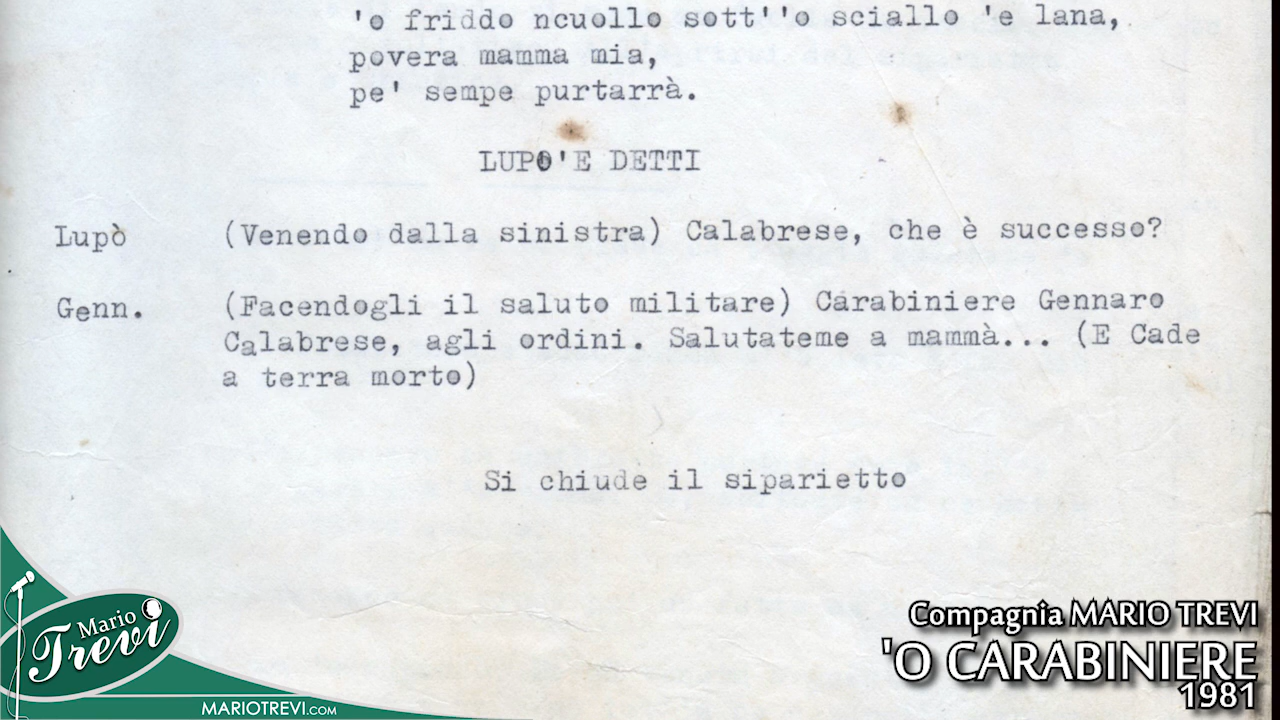 'o friddo ncuollo sott''o sciallo 'e lana,
povera mamma mia,
pe' sempe purtarrà.
LUPO'E DETTI
Lupò (Venendo dalla sinistra) Calabrese, che è successo?
Genn. (Facendogli il saluto militare) Carabiniere Gennaro
Calabrese, agli ordini. Salutateme a mammà... (E Cade
a terra morto)
Si chiude il siparietto
Mario
Trevi
MARIOTREVI.COM
Compagnia MARIO TREVI
'O CARABINIERE
1981